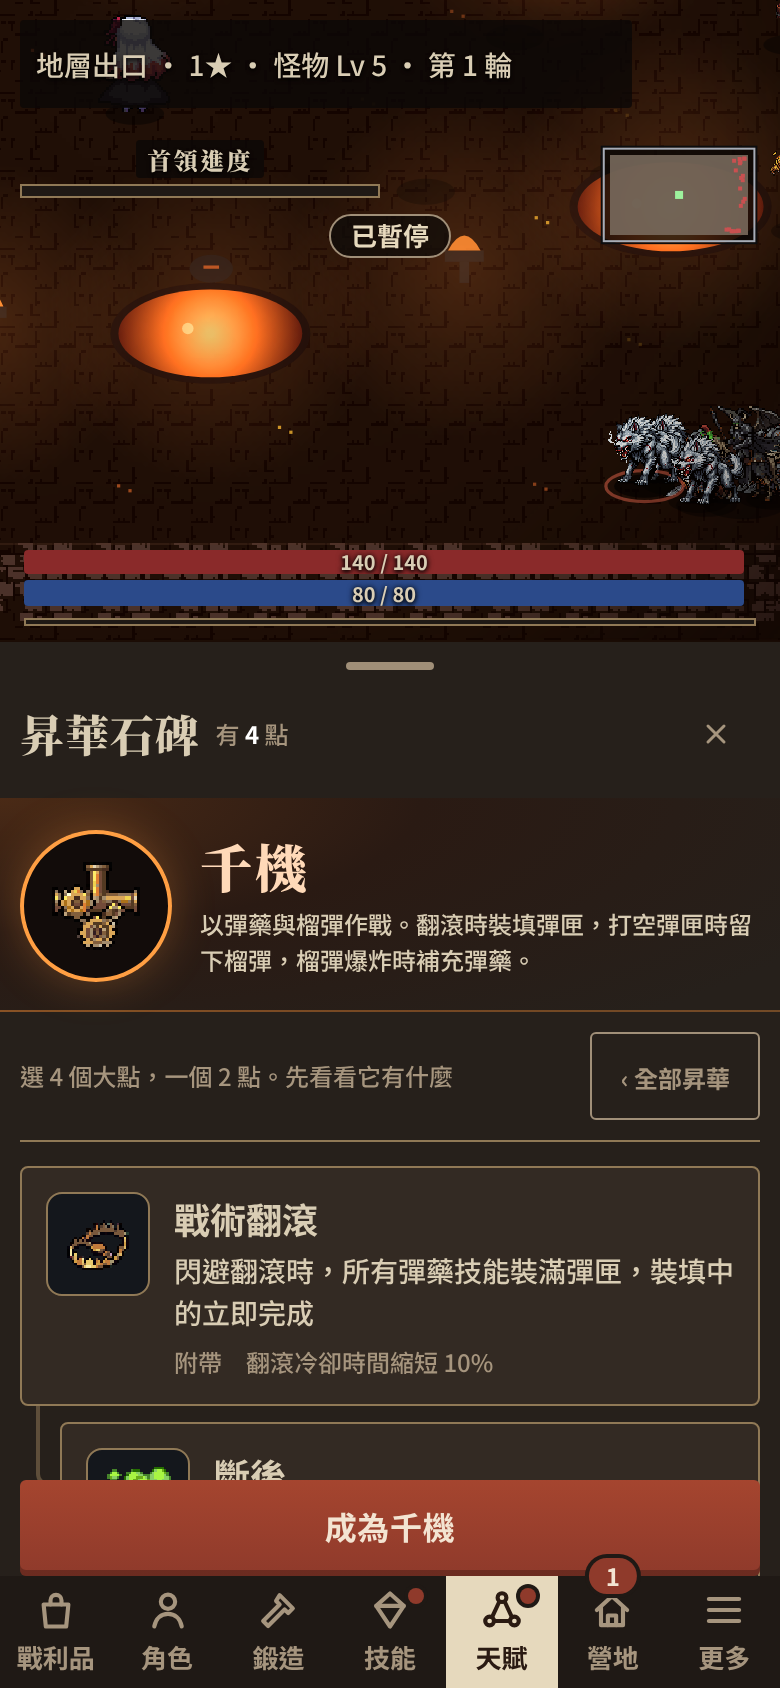 地層出口 • 1★ • 怪物 Lv 5 • 第 1 輪
首領進度
已暫停
140 / 140
80 / 80
昇華石碑 有 4 點
千機
以彈藥與榴彈作戰。翻滾時裝填彈匣，打空彈匣時留
下榴彈，榴彈爆炸時補充彈藥。
選 4 個大點，一個 2 點。先看看它有什麼
‹ 全部昇華
戰術翻滾
閃避翻滾時，所有彈藥技能裝滿彈匣，裝填中
的立即完成
附帶 翻滾冷卻時間縮短 10%
斷後
成為千機
1
戰利品 角色 鍛造 技能 天賦 營地 更多